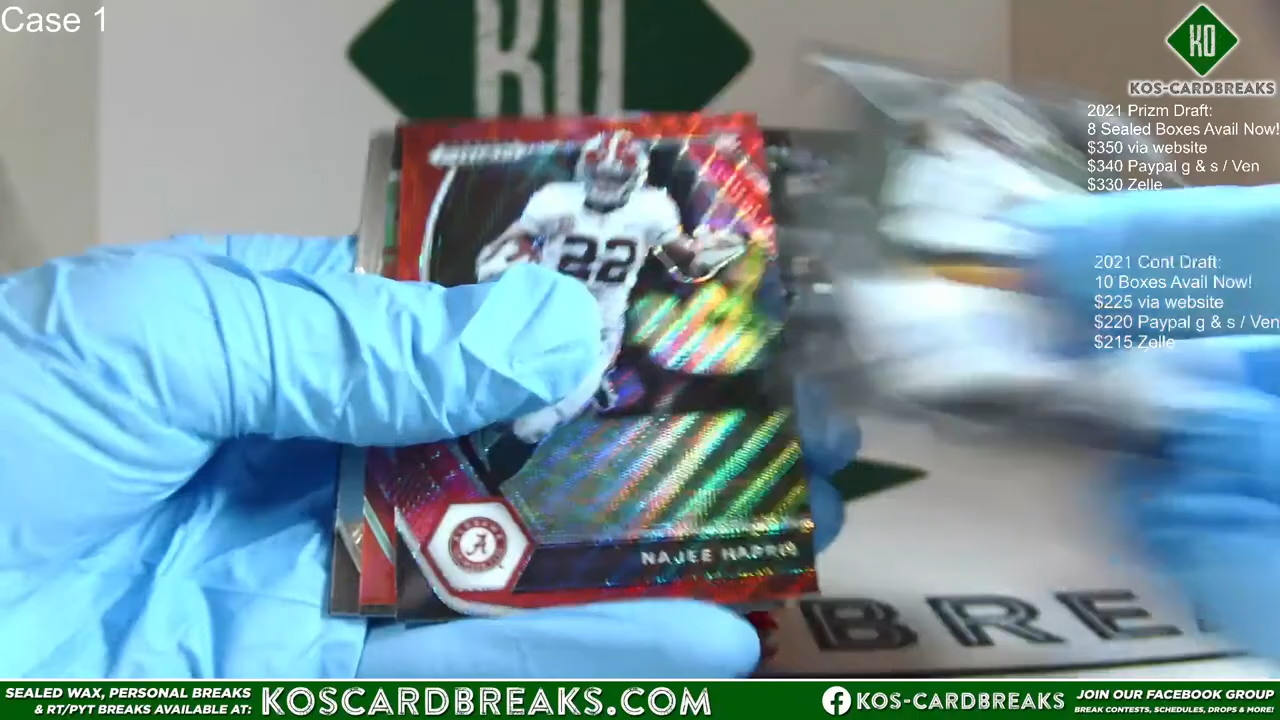 Case 1
KO
KO
KOS-CARDBREAKS
2021 Prizm Draft:
8 Sealed Boxes Avail Now!
$350 via website
$340 Paypal g & s / Ven
$330 Zelle
2021 Cont Draft:
10 Boxes Avail Now!
$225 via website
$220 Paypal g & s / Ven
$215 Zelle
22
A
NAJEE HARRIS
BRE
SEALED WAX, PERSONAL BREAKS
& RT/PYT BREAKS AVAILABLE AT:
KOSCARDBREAKS.COM
KOS-CARDBREAKS
JOIN OUR FACEBOOK GROUP
BREAK CONTESTS, SCHEDULES, DROPS & MORE!